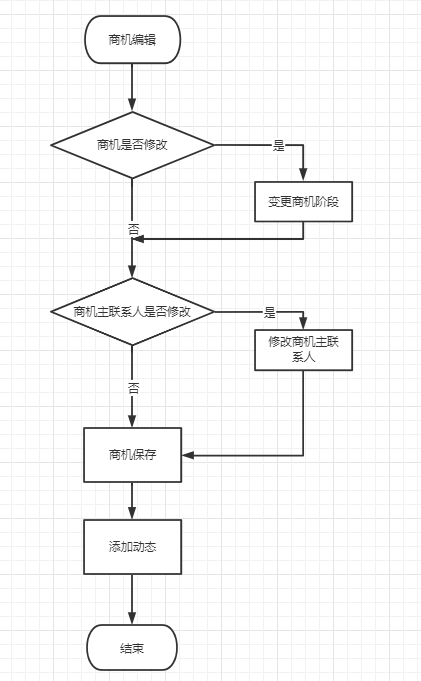 商机编辑
商机是否修改
是
变更商机阶段
否
商机主联系人是否修改
是
修改商机主联
系人
否
商机保存
添加动态
结束